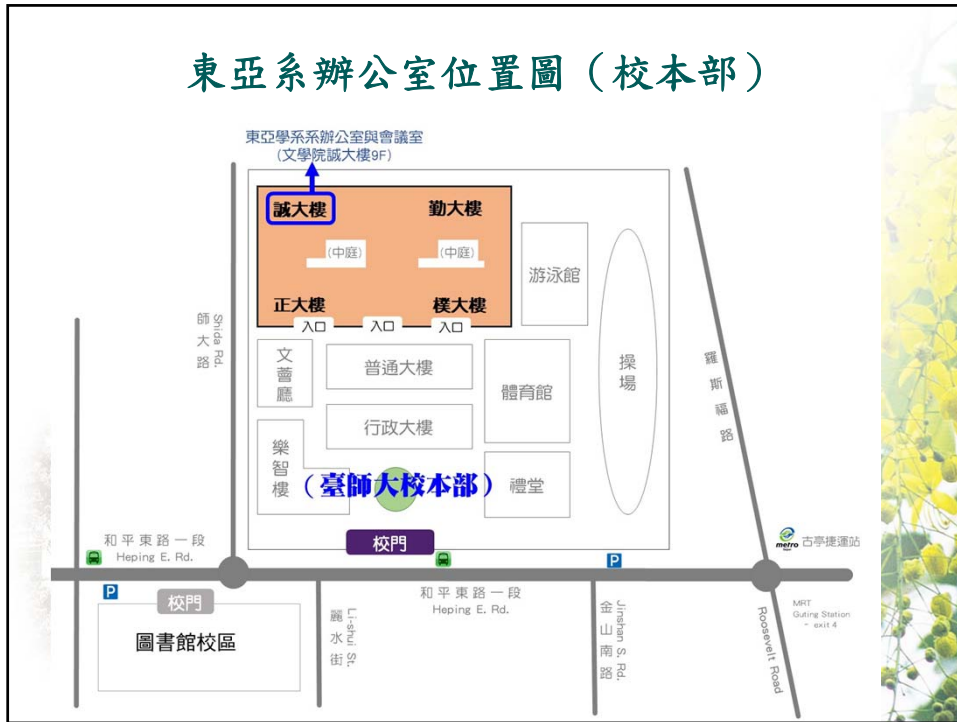 東亞系辦公室位置圖（校本部）
東亞學系系辦公室與會議室
(文學院誠大樓9F)
誠大樓
勤大樓
(中庭)
(中庭)
游泳館
正大樓
樸大樓
入口
入口
入口
師大路
Shida Rd.
文薈廳
普通大樓
體育館
操場
羅斯福路
行政大樓
樂智樓
（臺師大校本部）
禮堂
校門
和平東路一段
Heping E. Rd.
metro
Taipei
古亭捷運站
P
P
校門
圖書館校區
麗水街
Li-shui St.
和平東路一段
Heping E. Rd.
金山南路
Jinshan S. Rd.
Roosevelt Road
MRT
Guting Station
- exit 4